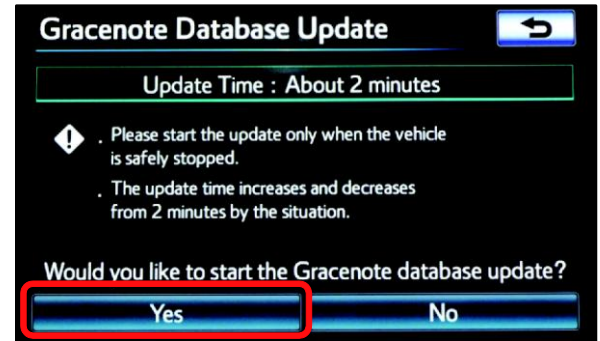 Gracenote Database Update
Update Time : About 2 minutes
. Please start the update only when the vehicle
is safely stopped.
. The update time increases and decreases
from 2 minutes by the situation.
Would you like to start the Gracenote database update?
Yes No